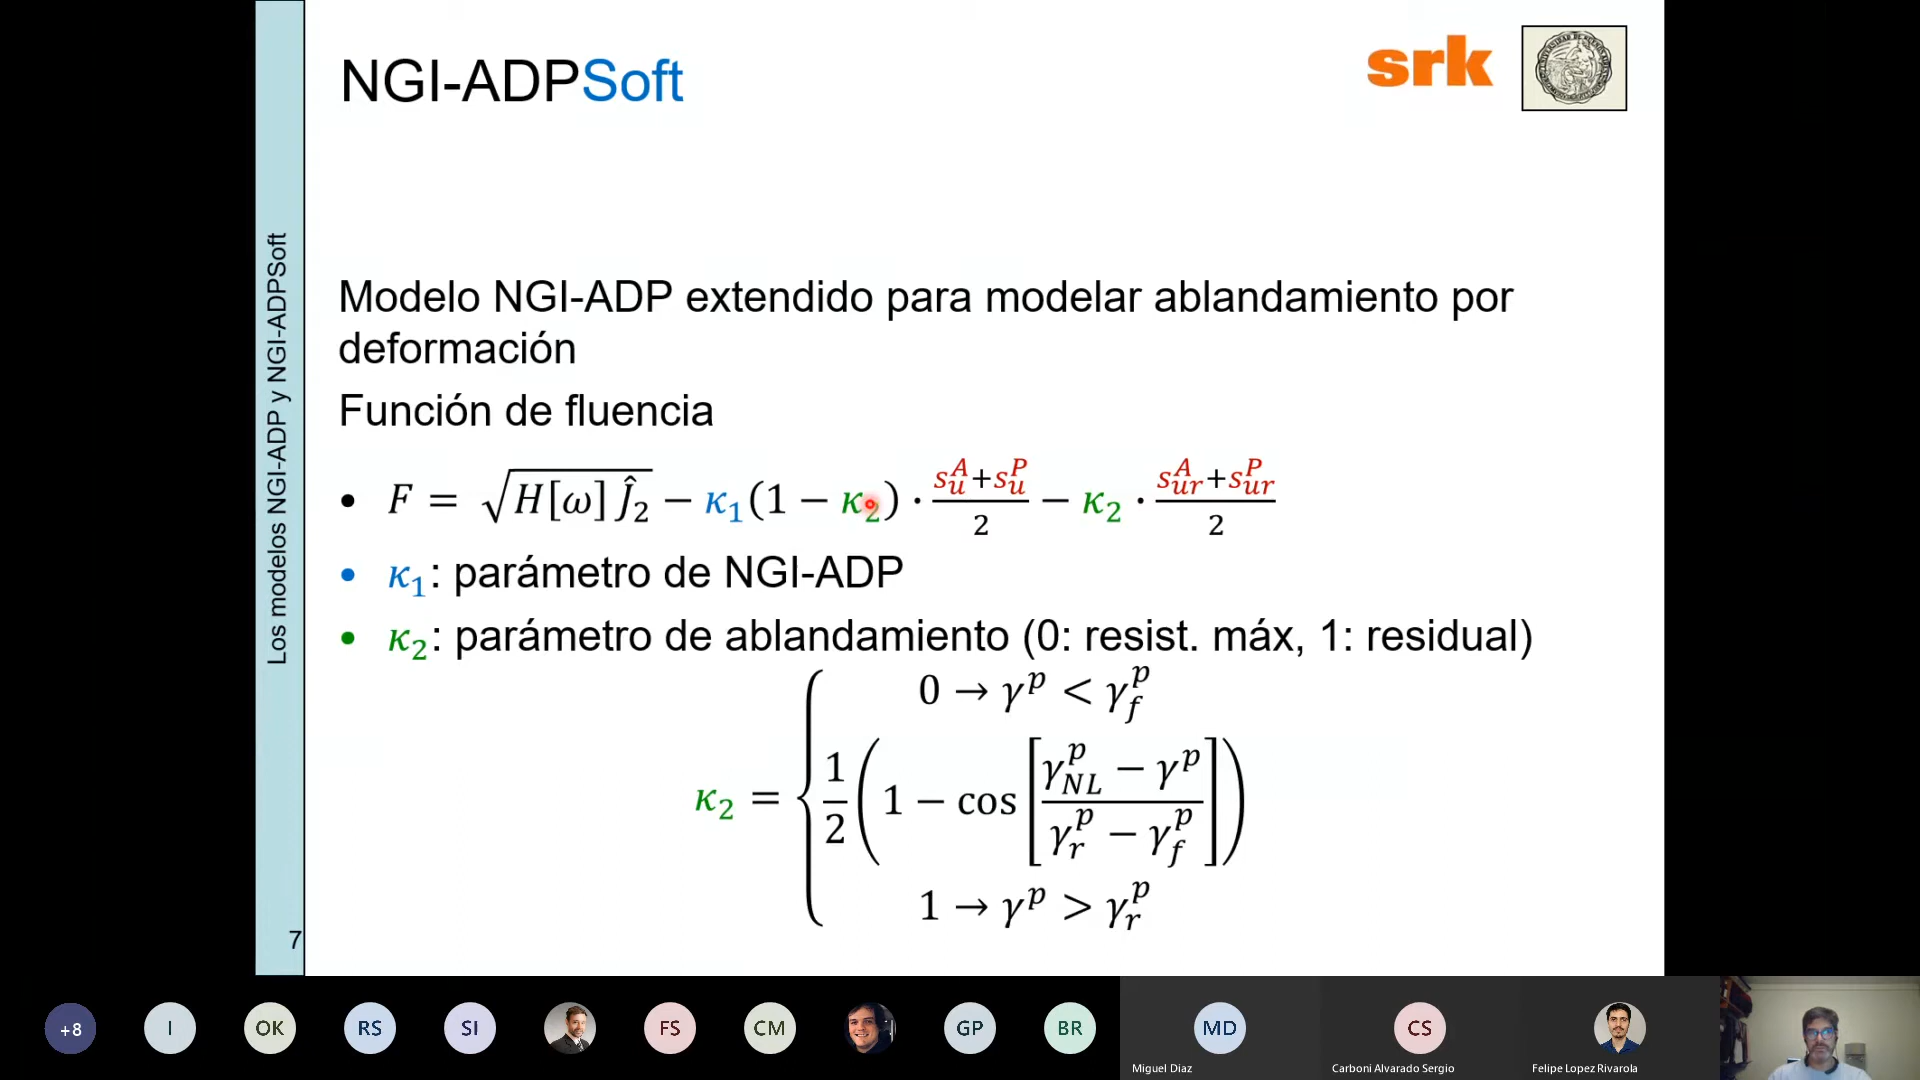 NGI-ADPSoft
srk
Los modelos NGI-ADP y NGI-ADPSoft
Modelo NGI-ADP extendido para modelar ablandamiento por
deformación
Función de fluencia
• F = √(H[ω] Ĵ₂) − κ₁(1 − κ₂) · (s_u^A + s_u^P)/2 − κ₂ · (s_ur^A + s_ur^P)/2
• κ₁: parámetro de NGI-ADP
• κ₂: parámetro de ablandamiento (0: resist. máx, 1: residual)
0 → γ^p < γ_f^p
κ₂ = { 1/2 (1 − cos [(γ_NL^p − γ^p)/(γ_r^p − γ_f^p)])
1 → γ^p > γ_r^p
7
+8
I
OK
RS
SI
FS
CM
GP
BR
MD
CS
Miguel Diaz
Carboni Alvarado Sergio
Felipe Lopez Rivarola